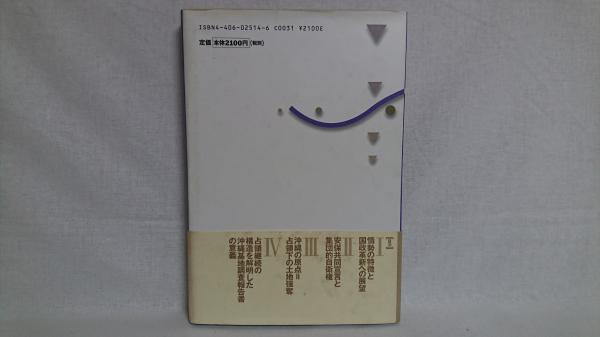 ISBN4-406-02514-6 C0031 ¥2100E
定価[本体2100円](税別)
[目次]
I
情勢の特徴と
国政革新への展望
II
安保共同宣言と
集団的自衛権
III
沖縄の原点=
占領下の土地強奪
IV
占領継続の
構造を解明した
沖縄基地調査報告書
の意義